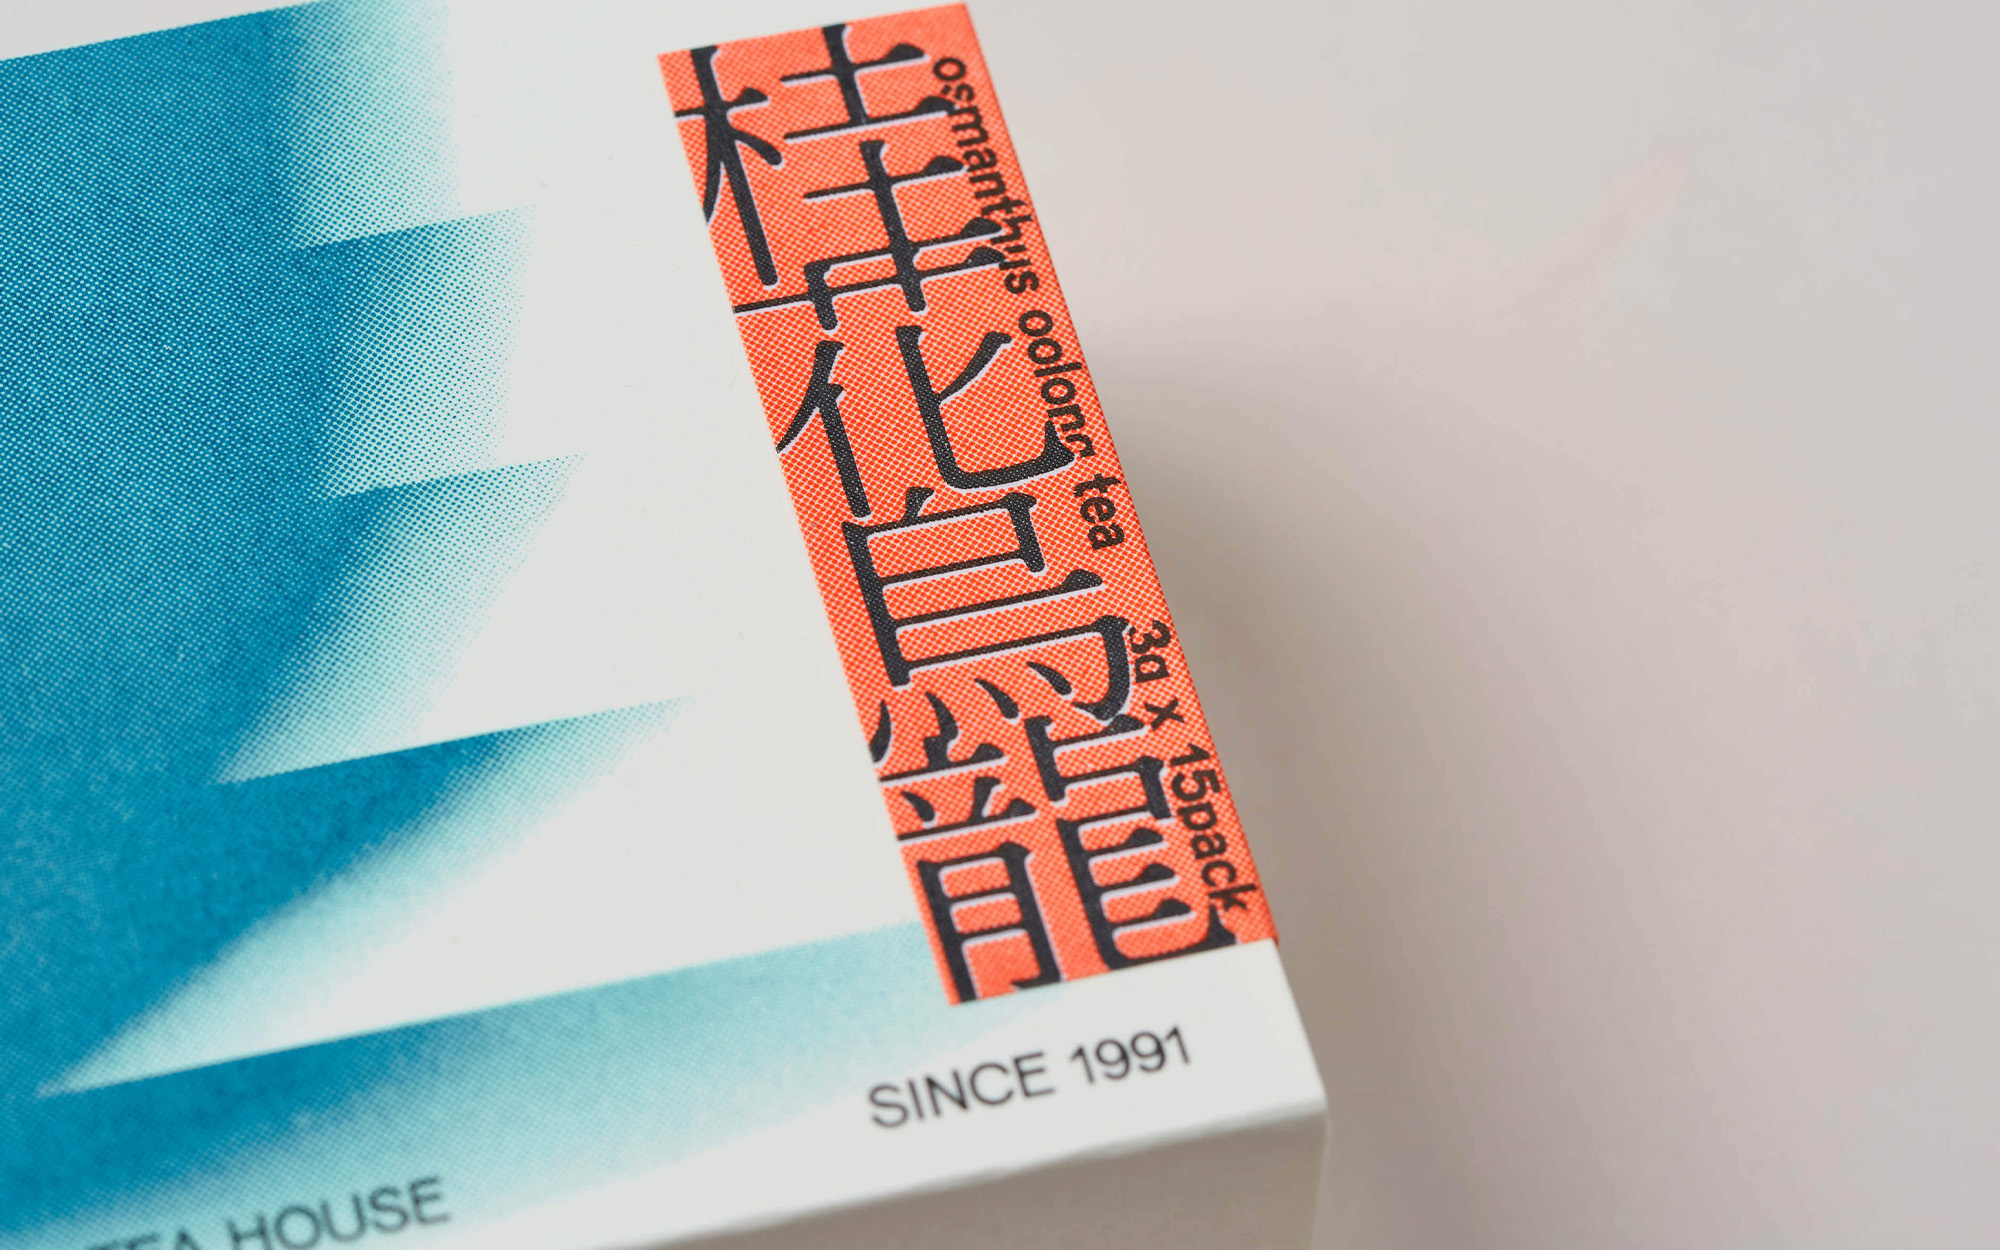 桂花烏龍
osmanthus oolong tea
3g x 15pack
SINCE 1991
TEA HOUSE